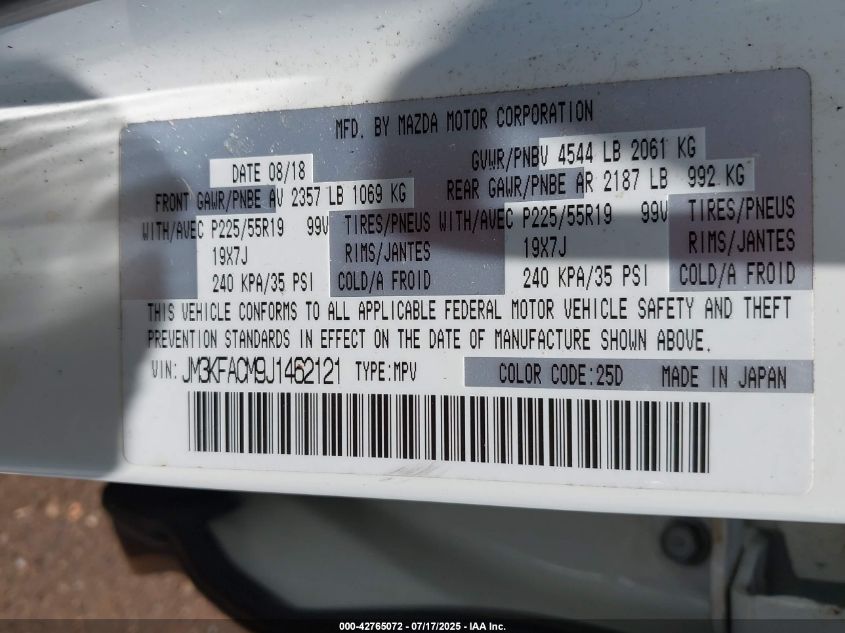 MFD. BY MAZDA MOTOR CORPORATION
DATE 08/18 GVWR/PNBV 4544 LB 2061 KG
FRONT GAWR/PNBE AV 2357 LB 1069 KG REAR GAWR/PNBE AR 2187 LB 992 KG
WITH/AVEC P225/55R19 99V TIRES/PNEUS WITH/AVEC P225/55R19 99V TIRES/PNEUS
19X7J RIMS/JANTES 19X7J RIMS/JANTES
240 KPA/35 PSI COLD/A FROID 240 KPA/35 PSI COLD/A FROID
THIS VEHICLE CONFORMS TO ALL APPLICABLE FEDERAL MOTOR VEHICLE SAFETY AND THEFT
PREVENTION STANDARDS IN EFFECT ON THE DATE OF MANUFACTURE SHOWN ABOVE.
VIN: JM3KFACM9J1462121 TYPE:MPV COLOR CODE:25D MADE IN JAPAN
000-42765072 - 07/17/2025 - IAA Inc.